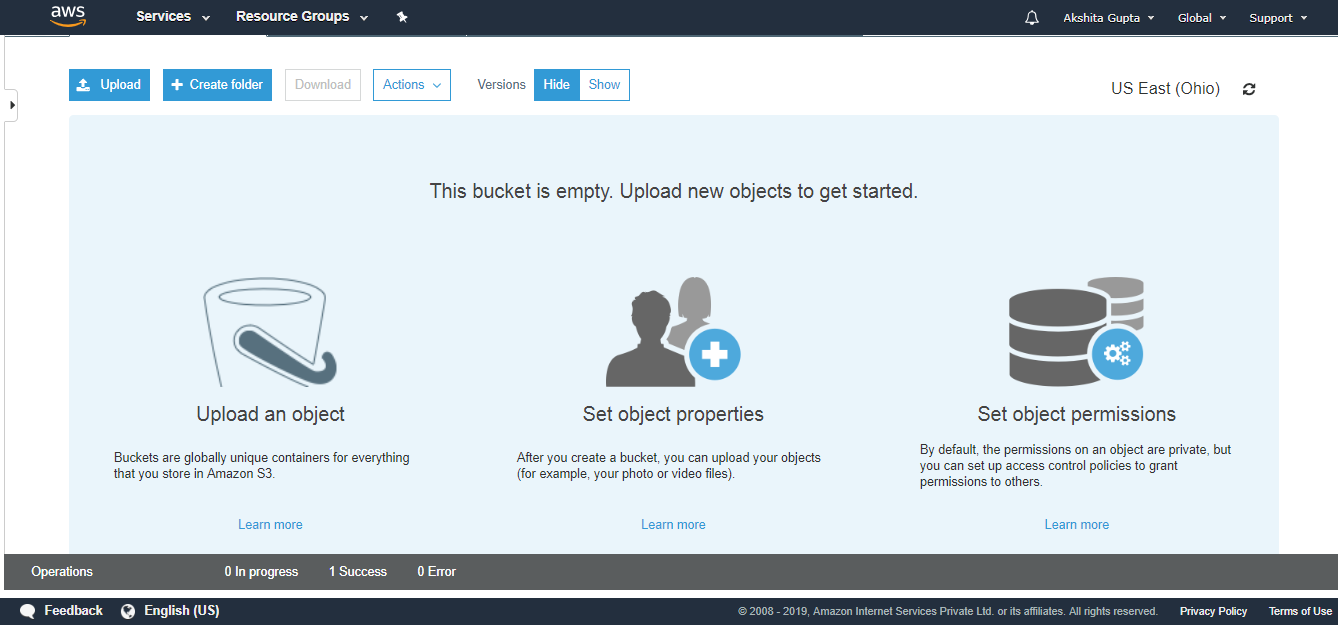 aws Services Resource Groups Akshita Gupta Global Support
Upload Create folder Download Actions Versions Hide Show US East (Ohio)
This bucket is empty. Upload new objects to get started.
Upload an object
Buckets are globally unique containers for everything
that you store in Amazon S3.
Learn more
Set object properties
After you create a bucket, you can upload your objects
(for example, your photo or video files).
Learn more
Set object permissions
By default, the permissions on an object are private, but
you can set up access control policies to grant
permissions to others.
Learn more
Operations 0 In progress 1 Success 0 Error
Feedback English (US) © 2008 - 2019, Amazon Internet Services Private Ltd. or its affiliates. All rights reserved. Privacy Policy Terms of Use